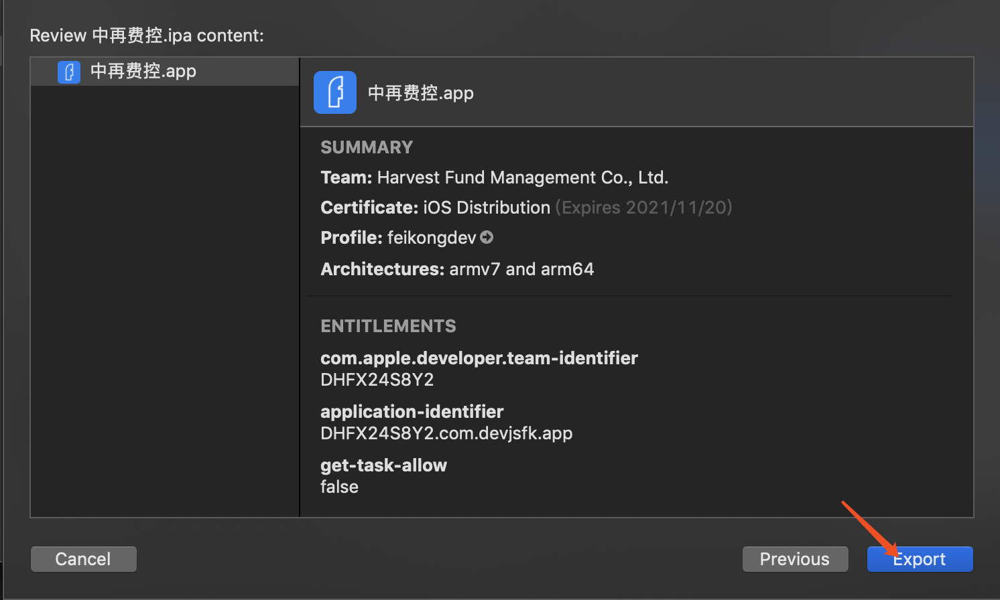 Review 中再费控.ipa content:
中再费控.app
中再费控.app
SUMMARY
Team: Harvest Fund Management Co., Ltd.
Certificate: iOS Distribution (Expires 2021/11/20)
Profile: feikongdev
Architectures: armv7 and arm64
ENTITLEMENTS
com.apple.developer.team-identifier
DHFX24S8Y2
application-identifier
DHFX24S8Y2.com.devjsfk.app
get-task-allow
false
Cancel
Previous
Export